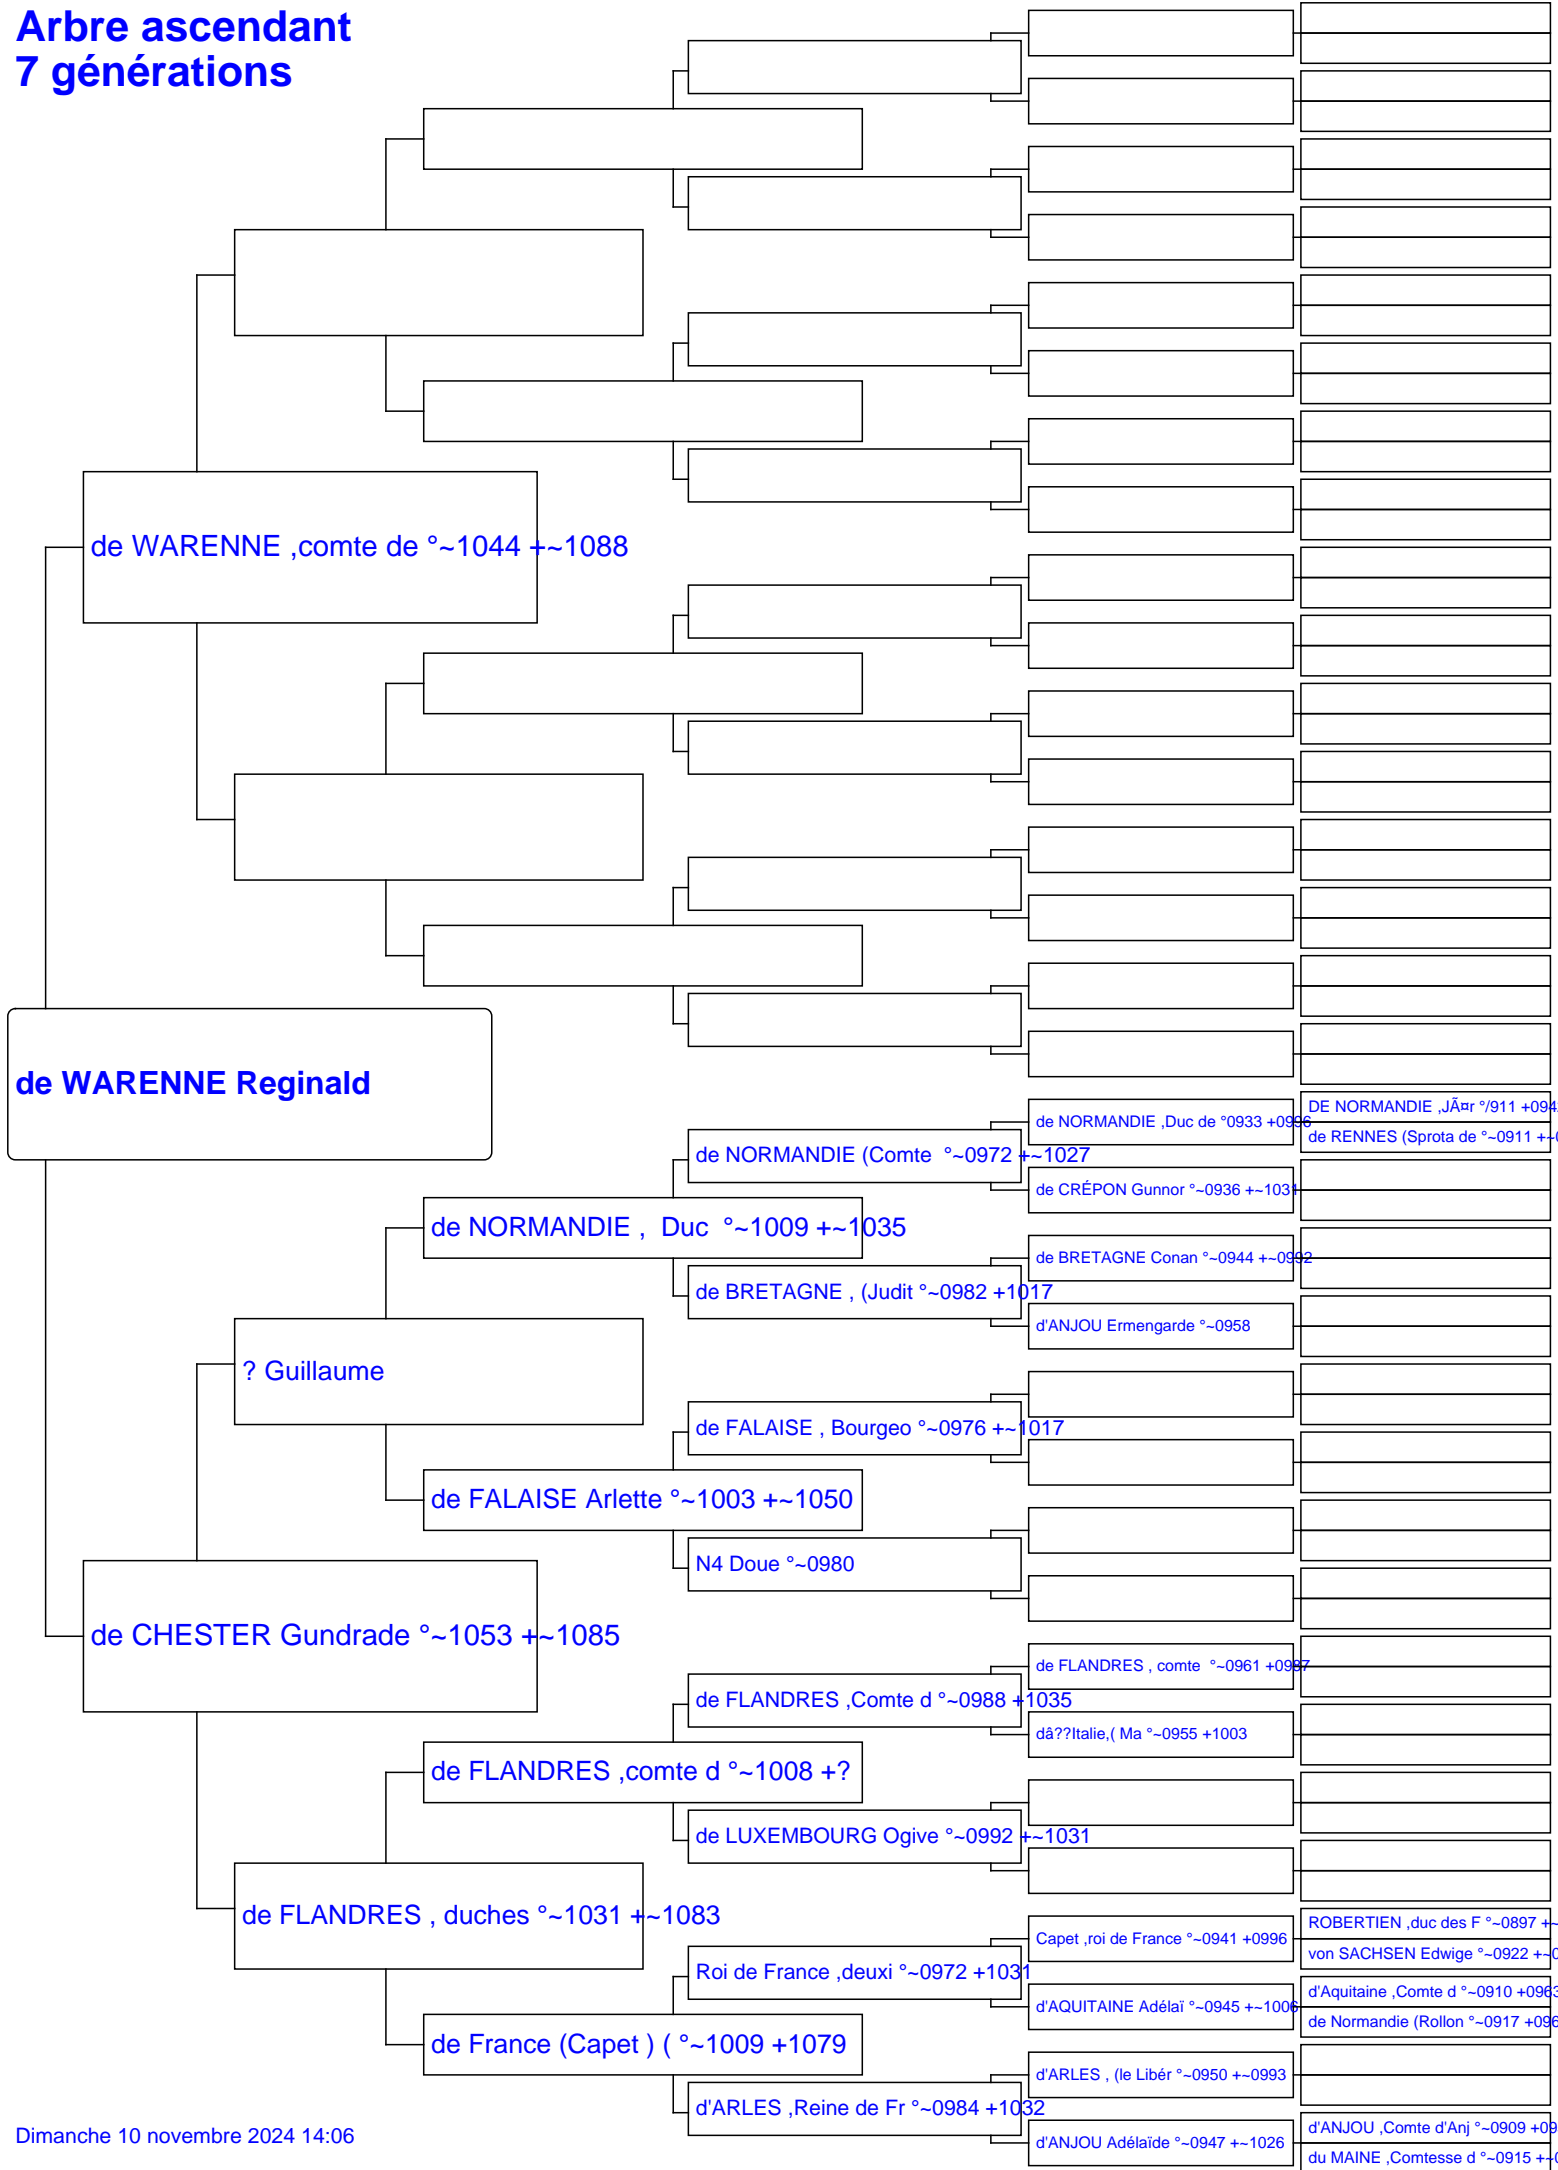 Arbre ascendant
7 générations
de WARENNE ,comte de °~1044 +~1088
de WARENNE Reginald
DE NORMANDIE ,JÃ¤r °/911 +094
de NORMANDIE ,Duc de °0933 +0996
de RENNES (Sprota de °~0911 +~0
de NORMANDIE (Comte °~0972 +~1027
de CRÉPON Gunnor °~0936 +~1031
de NORMANDIE , Duc °~1009 +~1035
de BRETAGNE Conan °~0944 +~0992
de BRETAGNE , (Judit °~0982 +1017
d'ANJOU Ermengarde °~0958
? Guillaume
de FALAISE , Bourgeo °~0976 +~1017
de FALAISE Arlette °~1003 +~1050
N4 Doue °~0980
de CHESTER Gundrade °~1053 +~1085
de FLANDRES , comte °~0961 +0987
de FLANDRES ,Comte d °~0988 +1035
dâ??Italie,( Ma °~0955 +1003
de FLANDRES ,comte d °~1008 +?
de LUXEMBOURG Ogive °~0992 +~1031
de FLANDRES , duches °~1031 +~1083
ROBERTIEN ,duc des F °~0897 +~
Capet ,roi de France °~0941 +0996
von SACHSEN Edwige °~0922 +~0
Roi de France ,deuxi °~0972 +1031
d'Aquitaine ,Comte d °~0910 +0963
d'AQUITAINE Adélaï °~0945 +~1006
de Normandie (Rollon °~0917 +096
de France (Capet ) ( °~1009 +1079
d'ARLES , (le Libér °~0950 +~0993
d'ARLES ,Reine de Fr °~0984 +1032
d'ANJOU ,Comte d'Anj °~0909 +09
d'ANJOU Adélaïde °~0947 +~1026
du MAINE ,Comtesse d °~0915 +~0
Dimanche 10 novembre 2024 14:06